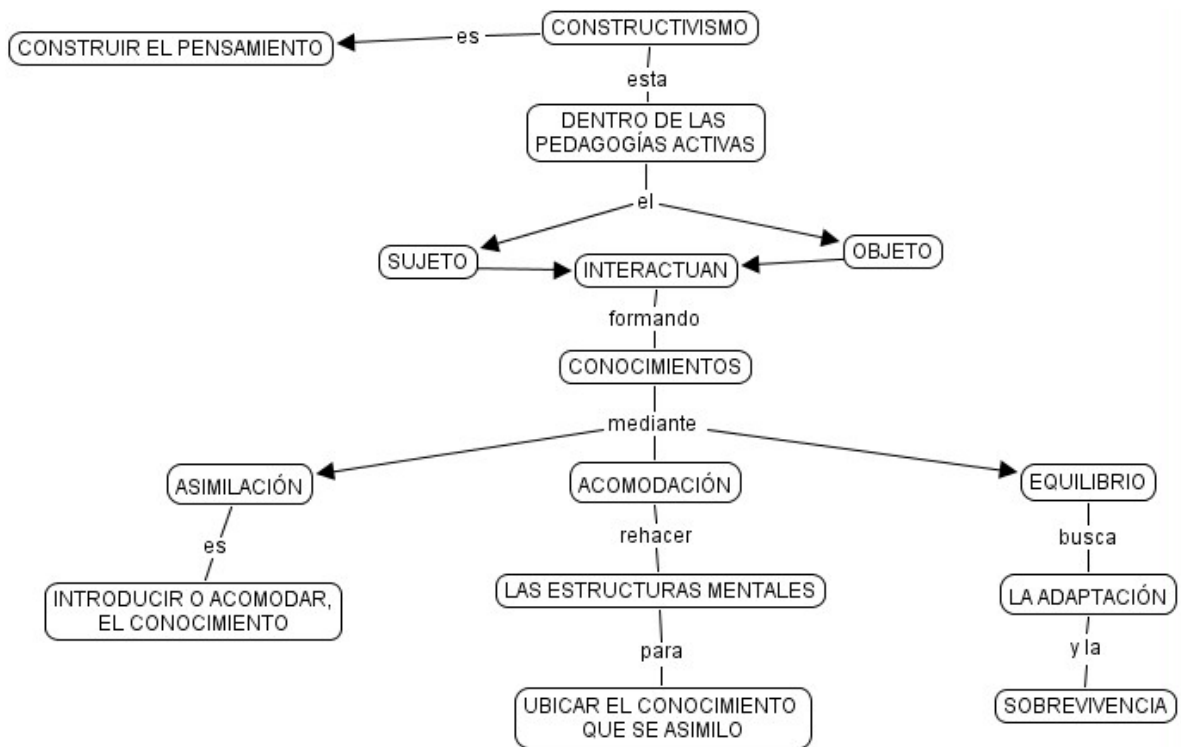 CONSTRUCTIVISMO
es
CONSTRUIR EL PENSAMIENTO
esta
DENTRO DE LAS
PEDAGOGÍAS ACTIVAS
el
SUJETO
OBJETO
INTERACTUAN
formando
CONOCIMIENTOS
mediante
ASIMILACIÓN
ACOMODACIÓN
EQUILIBRIO
es
rehacer
busca
INTRODUCIR O ACOMODAR,
EL CONOCIMIENTO
LAS ESTRUCTURAS MENTALES
LA ADAPTACIÓN
para
y la
UBICAR EL CONOCIMIENTO
QUE SE ASIMILO
SOBREVIVENCIA